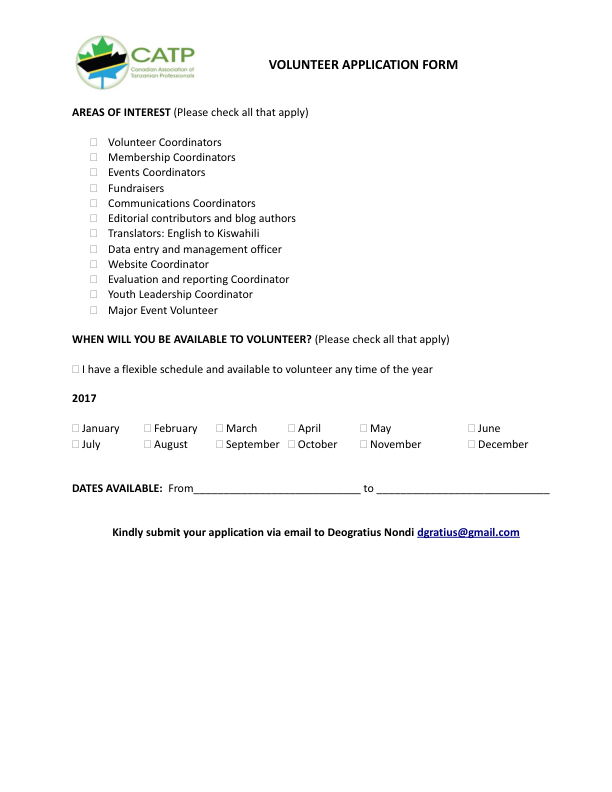 CATP
Canadian Association of
Tanzanian Professionals
VOLUNTEER APPLICATION FORM
AREAS OF INTEREST (Please check all that apply)
☐ Volunteer Coordinators
☐ Membership Coordinators
☐ Events Coordinators
☐ Fundraisers
☐ Communications Coordinators
☐ Editorial contributors and blog authors
☐ Translators: English to Kiswahili
☐ Data entry and management officer
☐ Website Coordinator
☐ Evaluation and reporting Coordinator
☐ Youth Leadership Coordinator
☐ Major Event Volunteer
WHEN WILL YOU BE AVAILABLE TO VOLUNTEER? (Please check all that apply)
☐ I have a flexible schedule and available to volunteer any time of the year
2017
☐ January ☐ February ☐ March ☐ April ☐ May ☐ June
☐ July ☐ August ☐ September ☐ October ☐ November ☐ December
DATES AVAILABLE: From____________________________ to _____________________________
Kindly submit your application via email to Deogratius Nondi dgratius@gmail.com